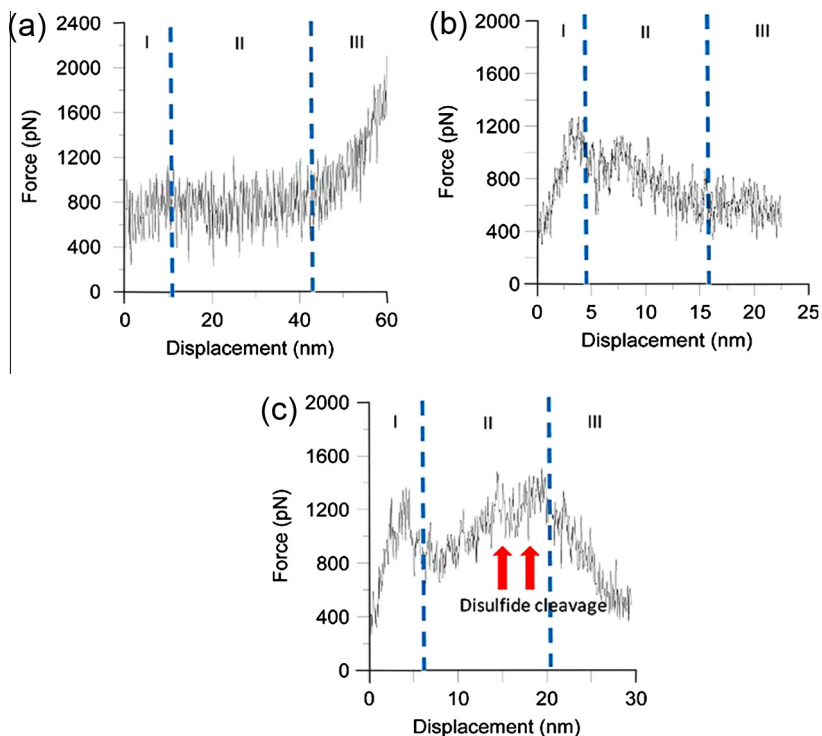 (a)
I II III
2400
2000
1600
1200
800
400
0
Force (pN)
0 20 40 60
Displacement (nm)
(b)
I II III
2000
1600
1200
800
400
0
Force (pN)
0 5 10 15 20 25
Displacement (nm)
(c)
I II III
2000
1600
1200
800
400
0
Force (pN)
Disulfide cleavage
0 10 20 30
Displacement (nm)